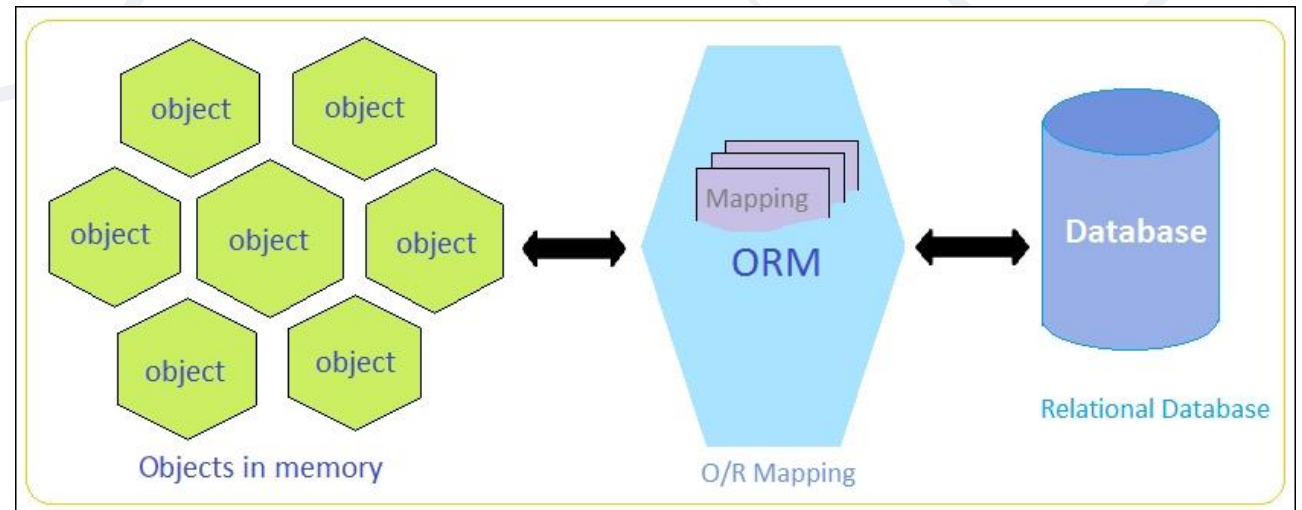 object
object
object
object
object
object
object
Objects in memory
Mapping
ORM
O/R Mapping
Database
Relational Database